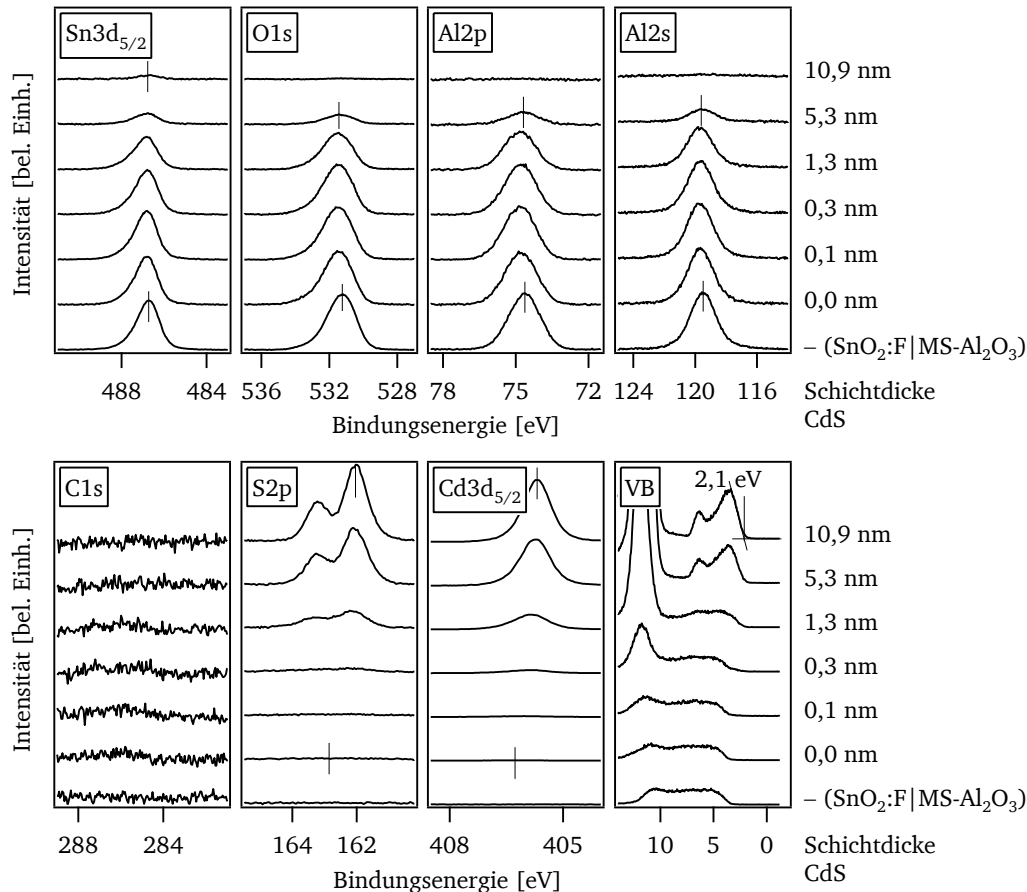 Sn3d5/2 O1s Al2p Al2s
Intensität [bel. Einh.]
10,9 nm
5,3 nm
1,3 nm
0,3 nm
0,1 nm
0,0 nm
– (SnO2:F|MS-Al2O3)
488 484 536 532 528 78 75 72 124 120 116 Schichtdicke
CdS
Bindungsenergie [eV]
C1s S2p Cd3d5/2 VB 2,1 eV
Intensität [bel. Einh.]
10,9 nm
5,3 nm
1,3 nm
0,3 nm
0,1 nm
0,0 nm
– (SnO2:F|MS-Al2O3)
288 284 164 162 408 405 10 5 0 Schichtdicke
CdS
Bindungsenergie [eV]